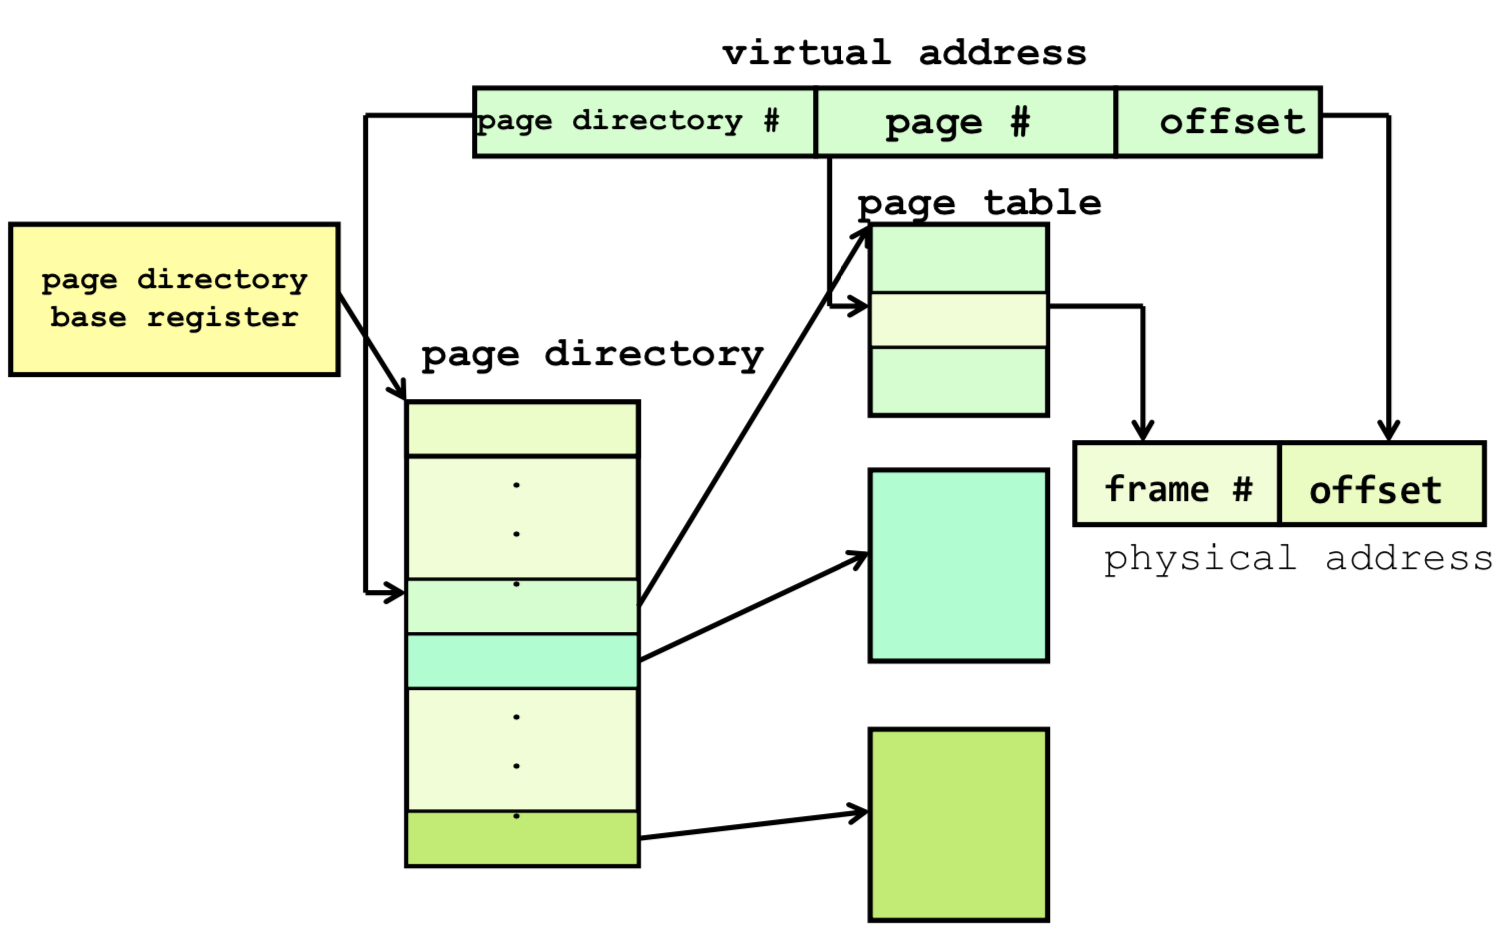 virtual address
page directory #
page #
offset
page table
page directory
base register
page directory
frame #
offset
physical address